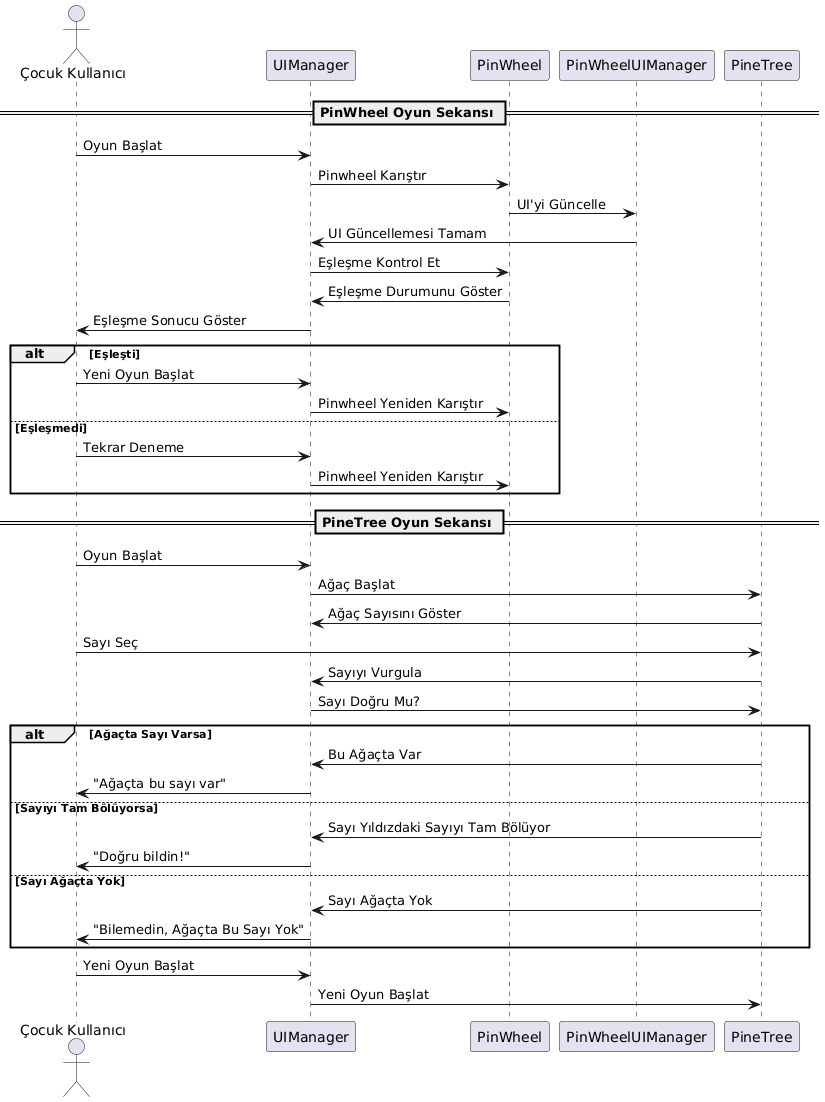 Çocuk Kullanıcı
UIManager
PinWheel
PinWheelUIManager
PineTree
PinWheel Oyun Sekansı
Oyun Başlat
Pinwheel Karıştır
UI'yi Güncelle
UI Güncellemesi Tamam
Eşleşme Kontrol Et
Eşleşme Durumunu Göster
Eşleşme Sonucu Göster
alt [Eşleşti]
Yeni Oyun Başlat
Pinwheel Yeniden Karıştır
[Eşleşmedi]
Tekrar Deneme
Pinwheel Yeniden Karıştır
PineTree Oyun Sekansı
Oyun Başlat
Ağaç Başlat
Ağaç Sayısını Göster
Sayı Seç
Sayıyı Vurgula
Sayı Doğru Mu?
alt [Ağaçta Sayı Varsa]
Bu Ağaçta Var
"Ağaçta bu sayı var"
[Sayıyı Tam Bölüyorsa]
Sayı Yıldızdaki Sayıyı Tam Bölüyor
"Doğru bildin!"
[Sayı Ağaçta Yok]
Sayı Ağaçta Yok
"Bilemedin, Ağaçta Bu Sayı Yok"
Yeni Oyun Başlat
Yeni Oyun Başlat
Çocuk Kullanıcı
UIManager
PinWheel
PinWheelUIManager
PineTree